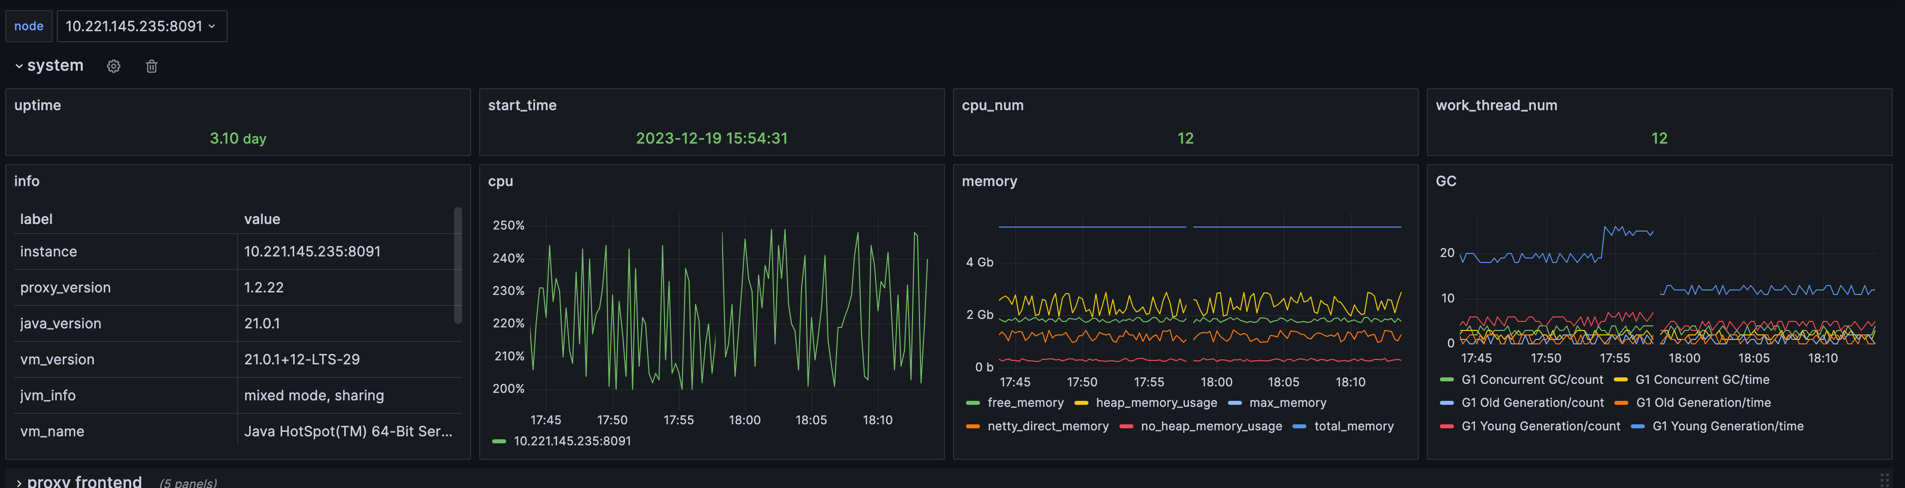 node 10.221.145.235:8091
system
uptime
3.10 day
start_time
2023-12-19 15:54:31
cpu_num
12
work_thread_num
12
info
label value
instance 10.221.145.235:8091
proxy_version 1.2.22
java_version 21.0.1
vm_version 21.0.1+12-LTS-29
jvm_info mixed mode, sharing
vm_name Java HotSpot(TM) 64-Bit Ser...
cpu
250%
240%
230%
220%
210%
200%
17:45 17:50 17:55 18:00 18:05 18:10
10.221.145.235:8091
memory
4 Gb
2 Gb
0 b
17:45 17:50 17:55 18:00 18:05 18:10
free_memory heap_memory_usage max_memory
netty_direct_memory no_heap_memory_usage total_memory
GC
20
10
0
17:45 17:50 17:55 18:00 18:05 18:10
G1 Concurrent GC/count G1 Concurrent GC/time
G1 Old Generation/count G1 Old Generation/time
G1 Young Generation/count G1 Young Generation/time
proxy frontend (5 panels)